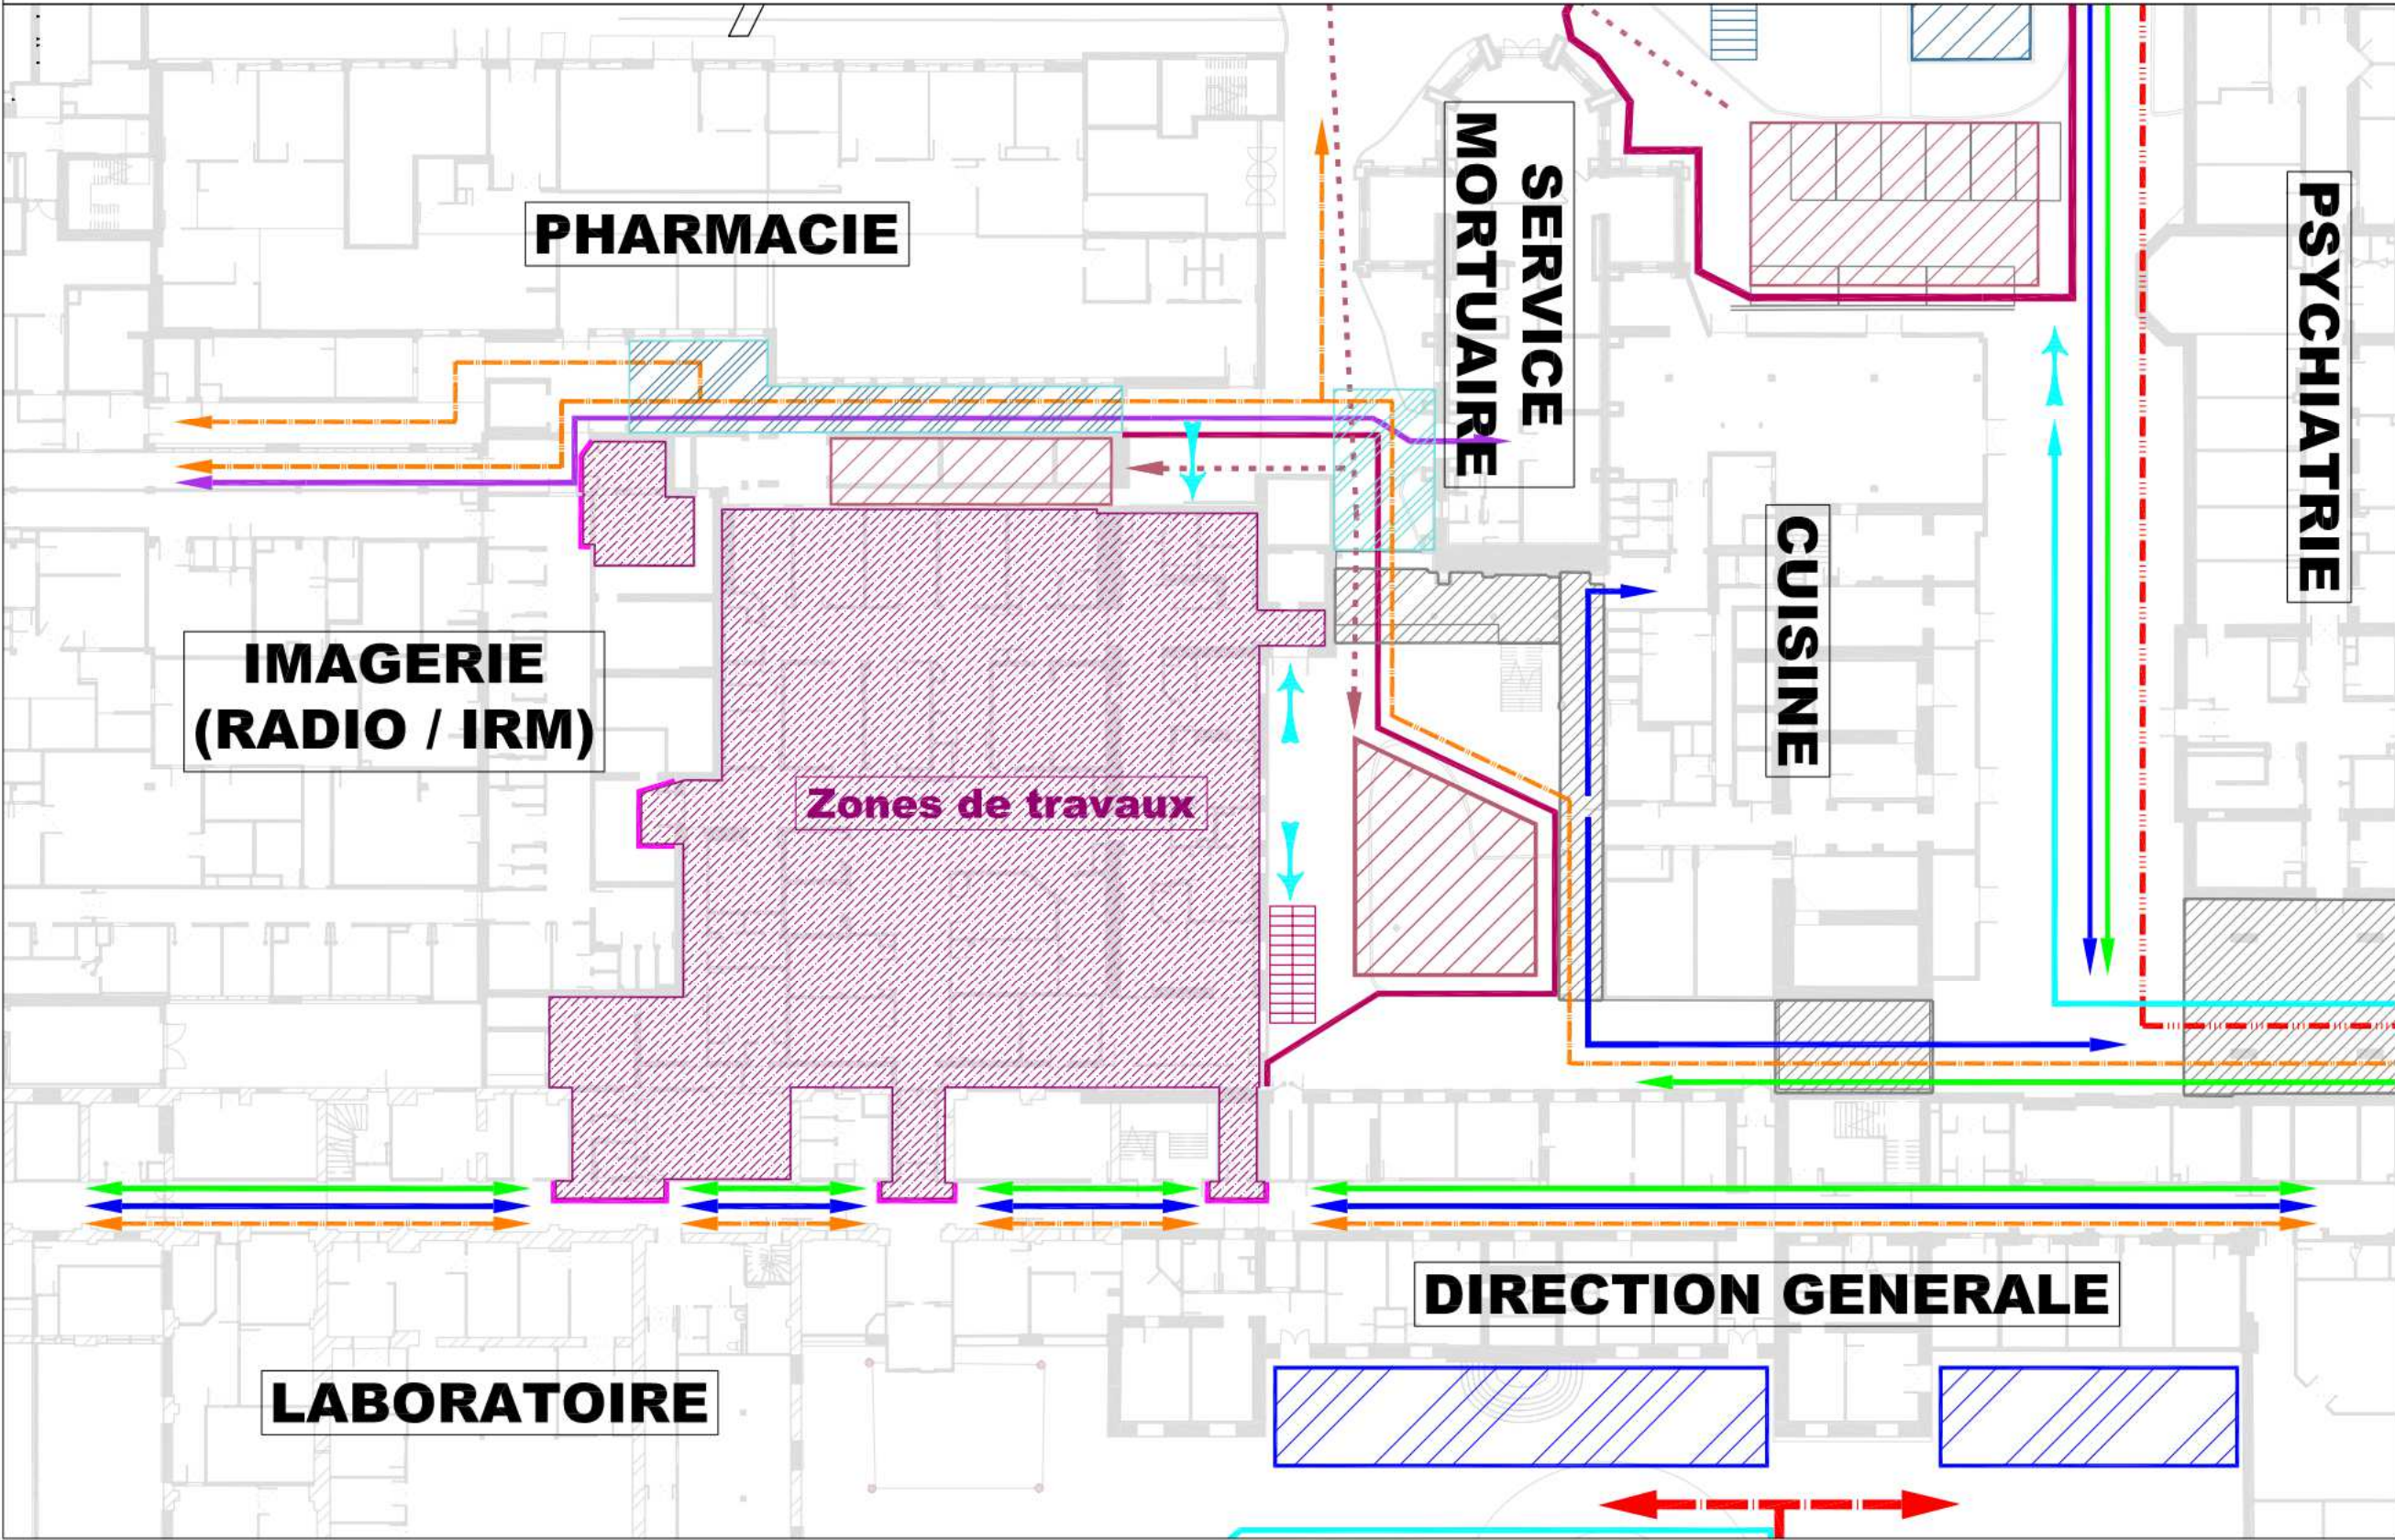 PHARMACIE
SERVICE
MORTUAIRE
PSYCHIATRIE
CUISINE
IMAGERIE
(RADIO / IRM)
Zones de travaux
DIRECTION GENERALE
LABORATOIRE